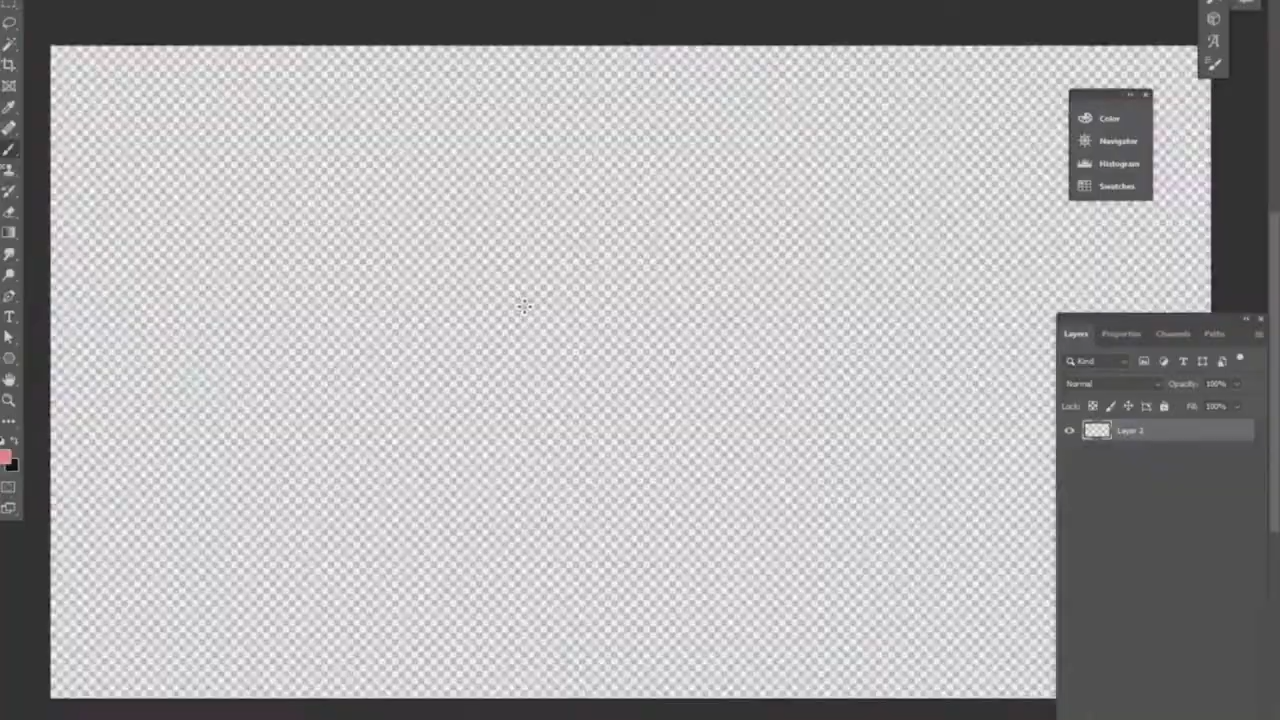 Color
Navigator
Histogram
Swatches
Layers Properties Channels Paths
Kind
Normal Opacity: 100%
Lock: Fill: 100%
Layer 2